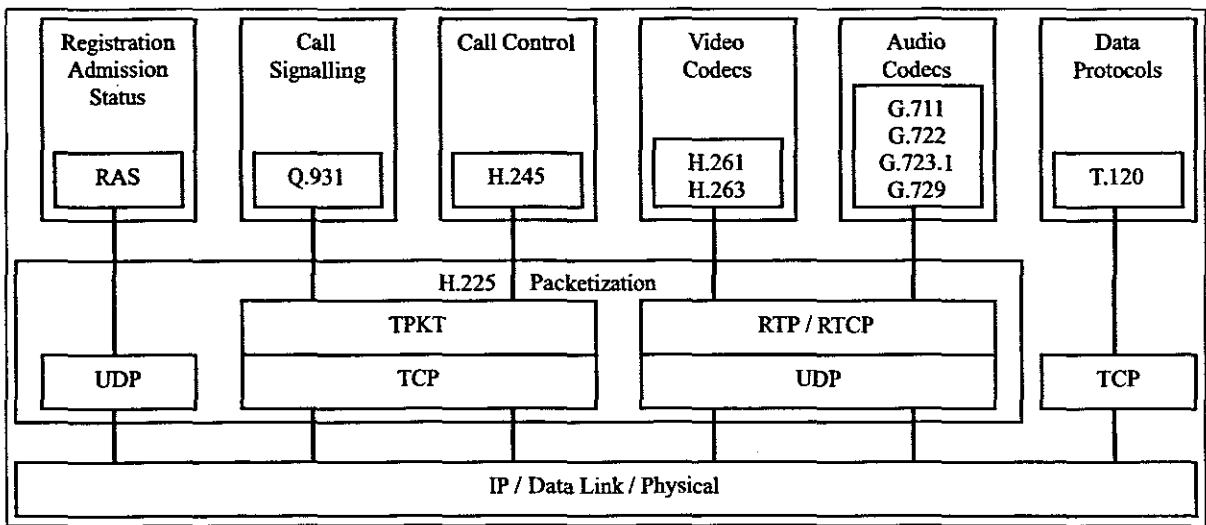 Registration
Admission
Status
RAS
Call
Signalling
Q.931
Call Control
H.245
Video
Codecs
H.261
H.263
Audio
Codecs
G.711
G.722
G.723.1
G.729
Data
Protocols
T.120
H.225 Packetization
TPKT
RTP / RTCP
UDP
TCP
UDP
TCP
IP / Data Link / Physical